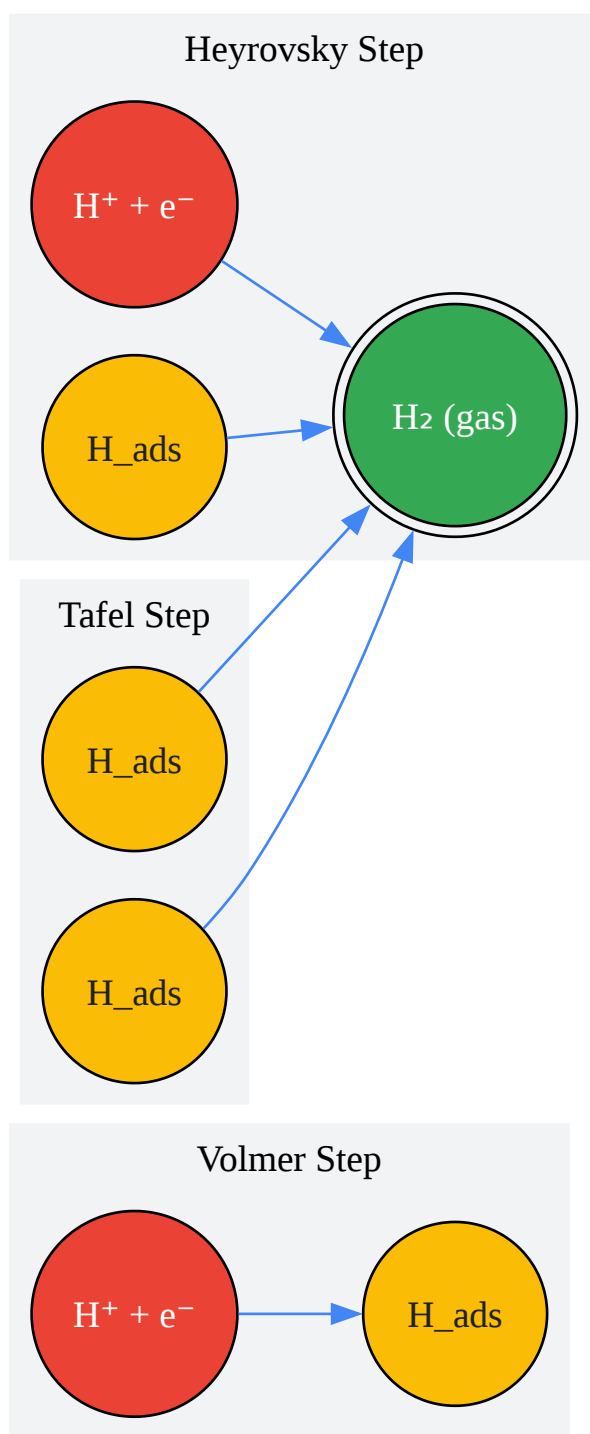 Heyrovsky Step
H⁺ + e⁻
H_ads
H₂ (gas)
Tafel Step
H_ads
H_ads
Volmer Step
H⁺ + e⁻
H_ads